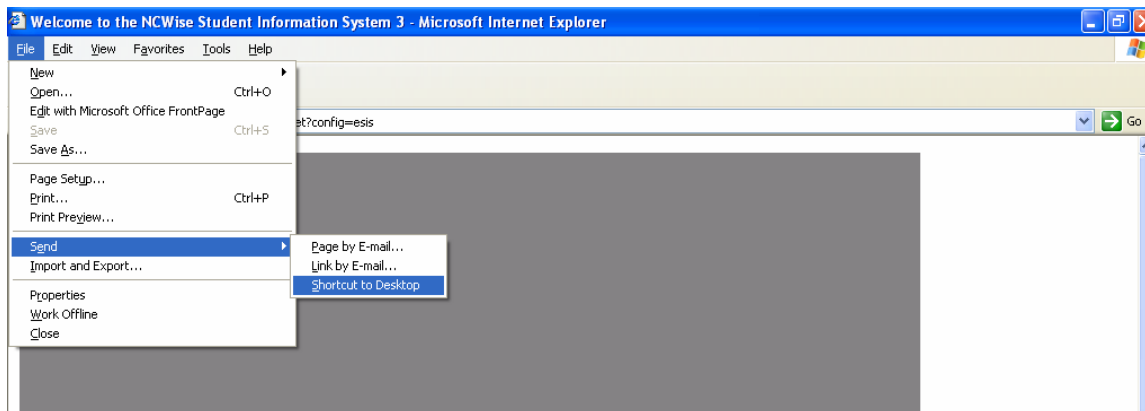 Welcome to the NCWise Student Information System 3 - Microsoft Internet Explorer
File Edit View Favorites Tools Help
New
Open... Ctrl+O
Edit with Microsoft Office FrontPage
Save Ctrl+S
Save As...
et?config=esis Go
Page Setup...
Print... Ctrl+P
Print Preview...
Send
Import and Export...
Page by E-mail...
Link by E-mail...
Shortcut to Desktop
Properties
Work Offline
Close